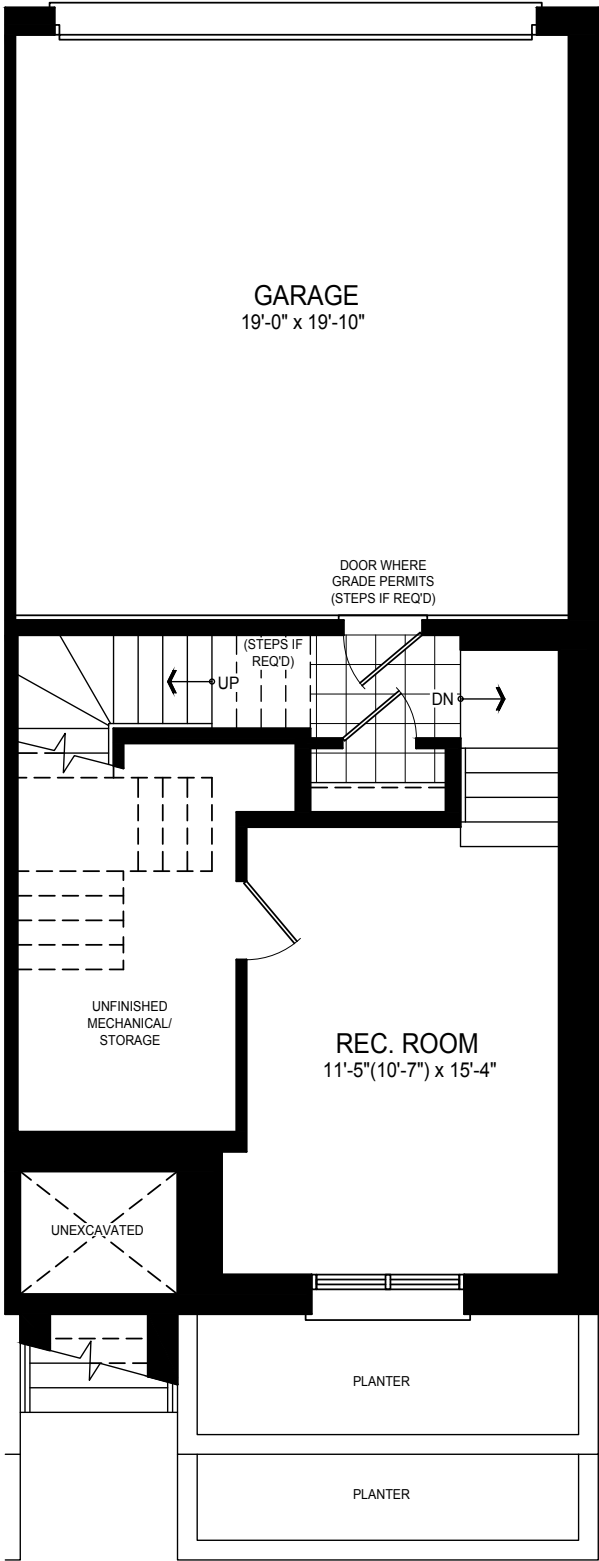 GARAGE
19'-0" x 19'-10"
DOOR WHERE
GRADE PERMITS
(STEPS IF REQ'D)
(STEPS IF
REQ'D)
UP
DN
UNFINISHED
MECHANICAL/
STORAGE
REC. ROOM
11'-5"(10'-7") x 15'-4"
UNEXCAVATED
PLANTER
PLANTER